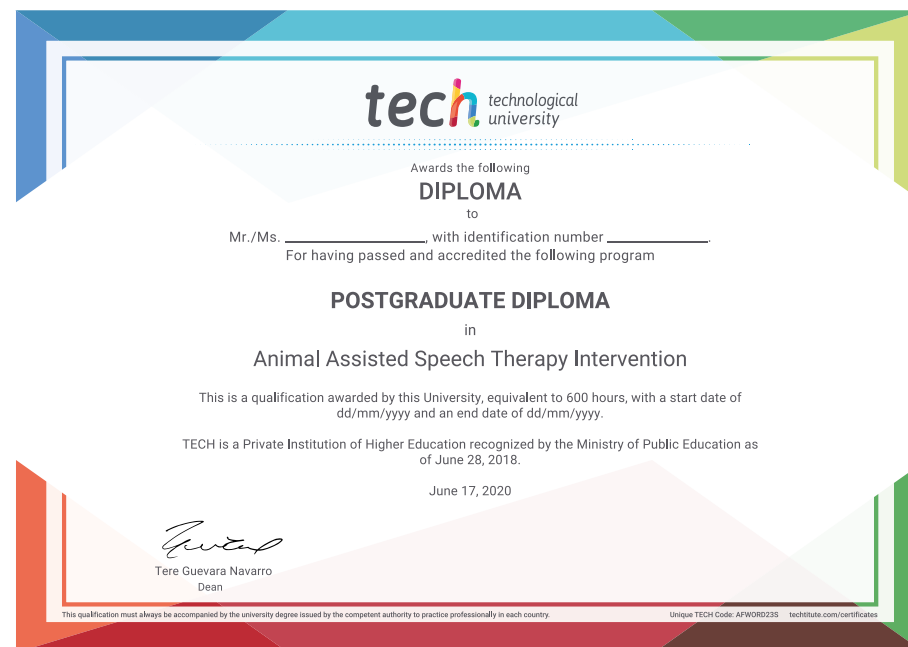 tech technological
university
Awards the following
DIPLOMA
to
Mr./Ms. ____________________, with identification number ______________.
For having passed and accredited the following program
POSTGRADUATE DIPLOMA
in
Animal Assisted Speech Therapy Intervention
This is a qualification awarded by this University, equivalent to 600 hours, with a start date of
dd/mm/yyyy and an end date of dd/mm/yyyy.
TECH is a Private Institution of Higher Education recognized by the Ministry of Public Education as
of June 28, 2018.
June 17, 2020
Tere Guevara Navarro
Dean
This qualification must always be accompanied by the university degree issued by the competent authority to practice professionally in each country.
Unique TECH Code: AFWORD23S techtitute.com/certificates